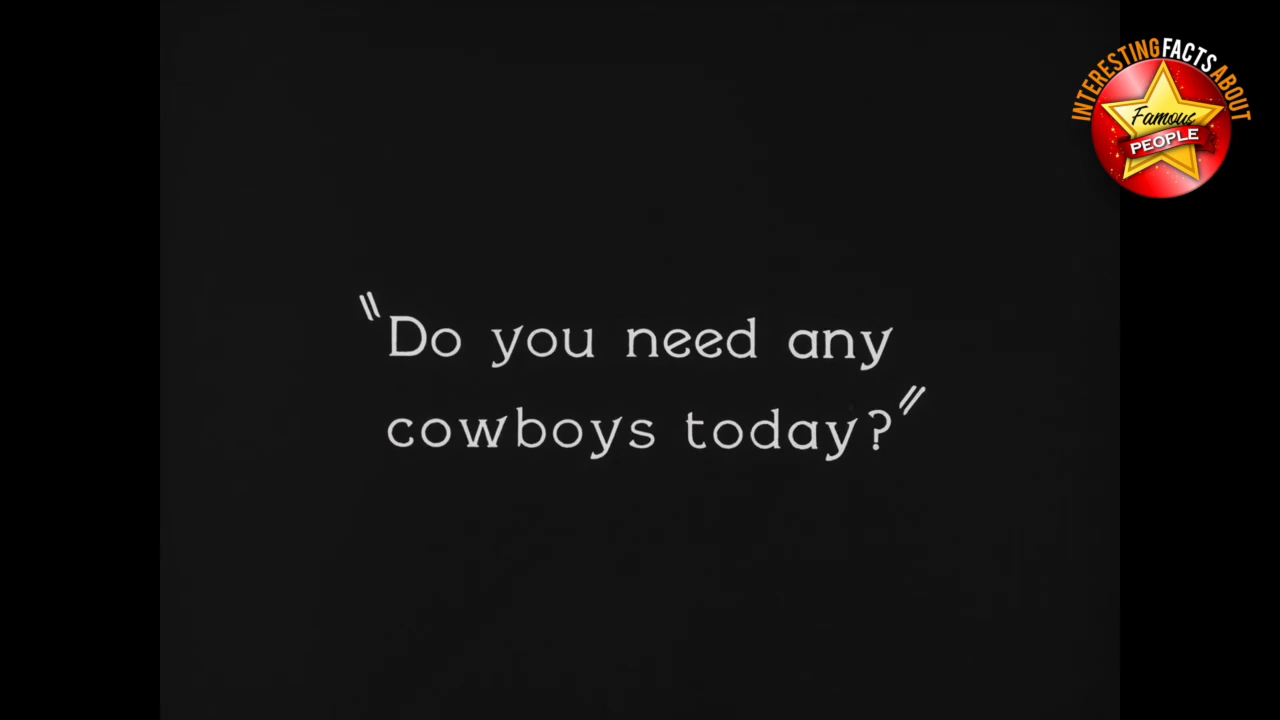 INTERESTING FACTS ABOUT
Famous
PEOPLE
"Do you need any
cowboys today?"